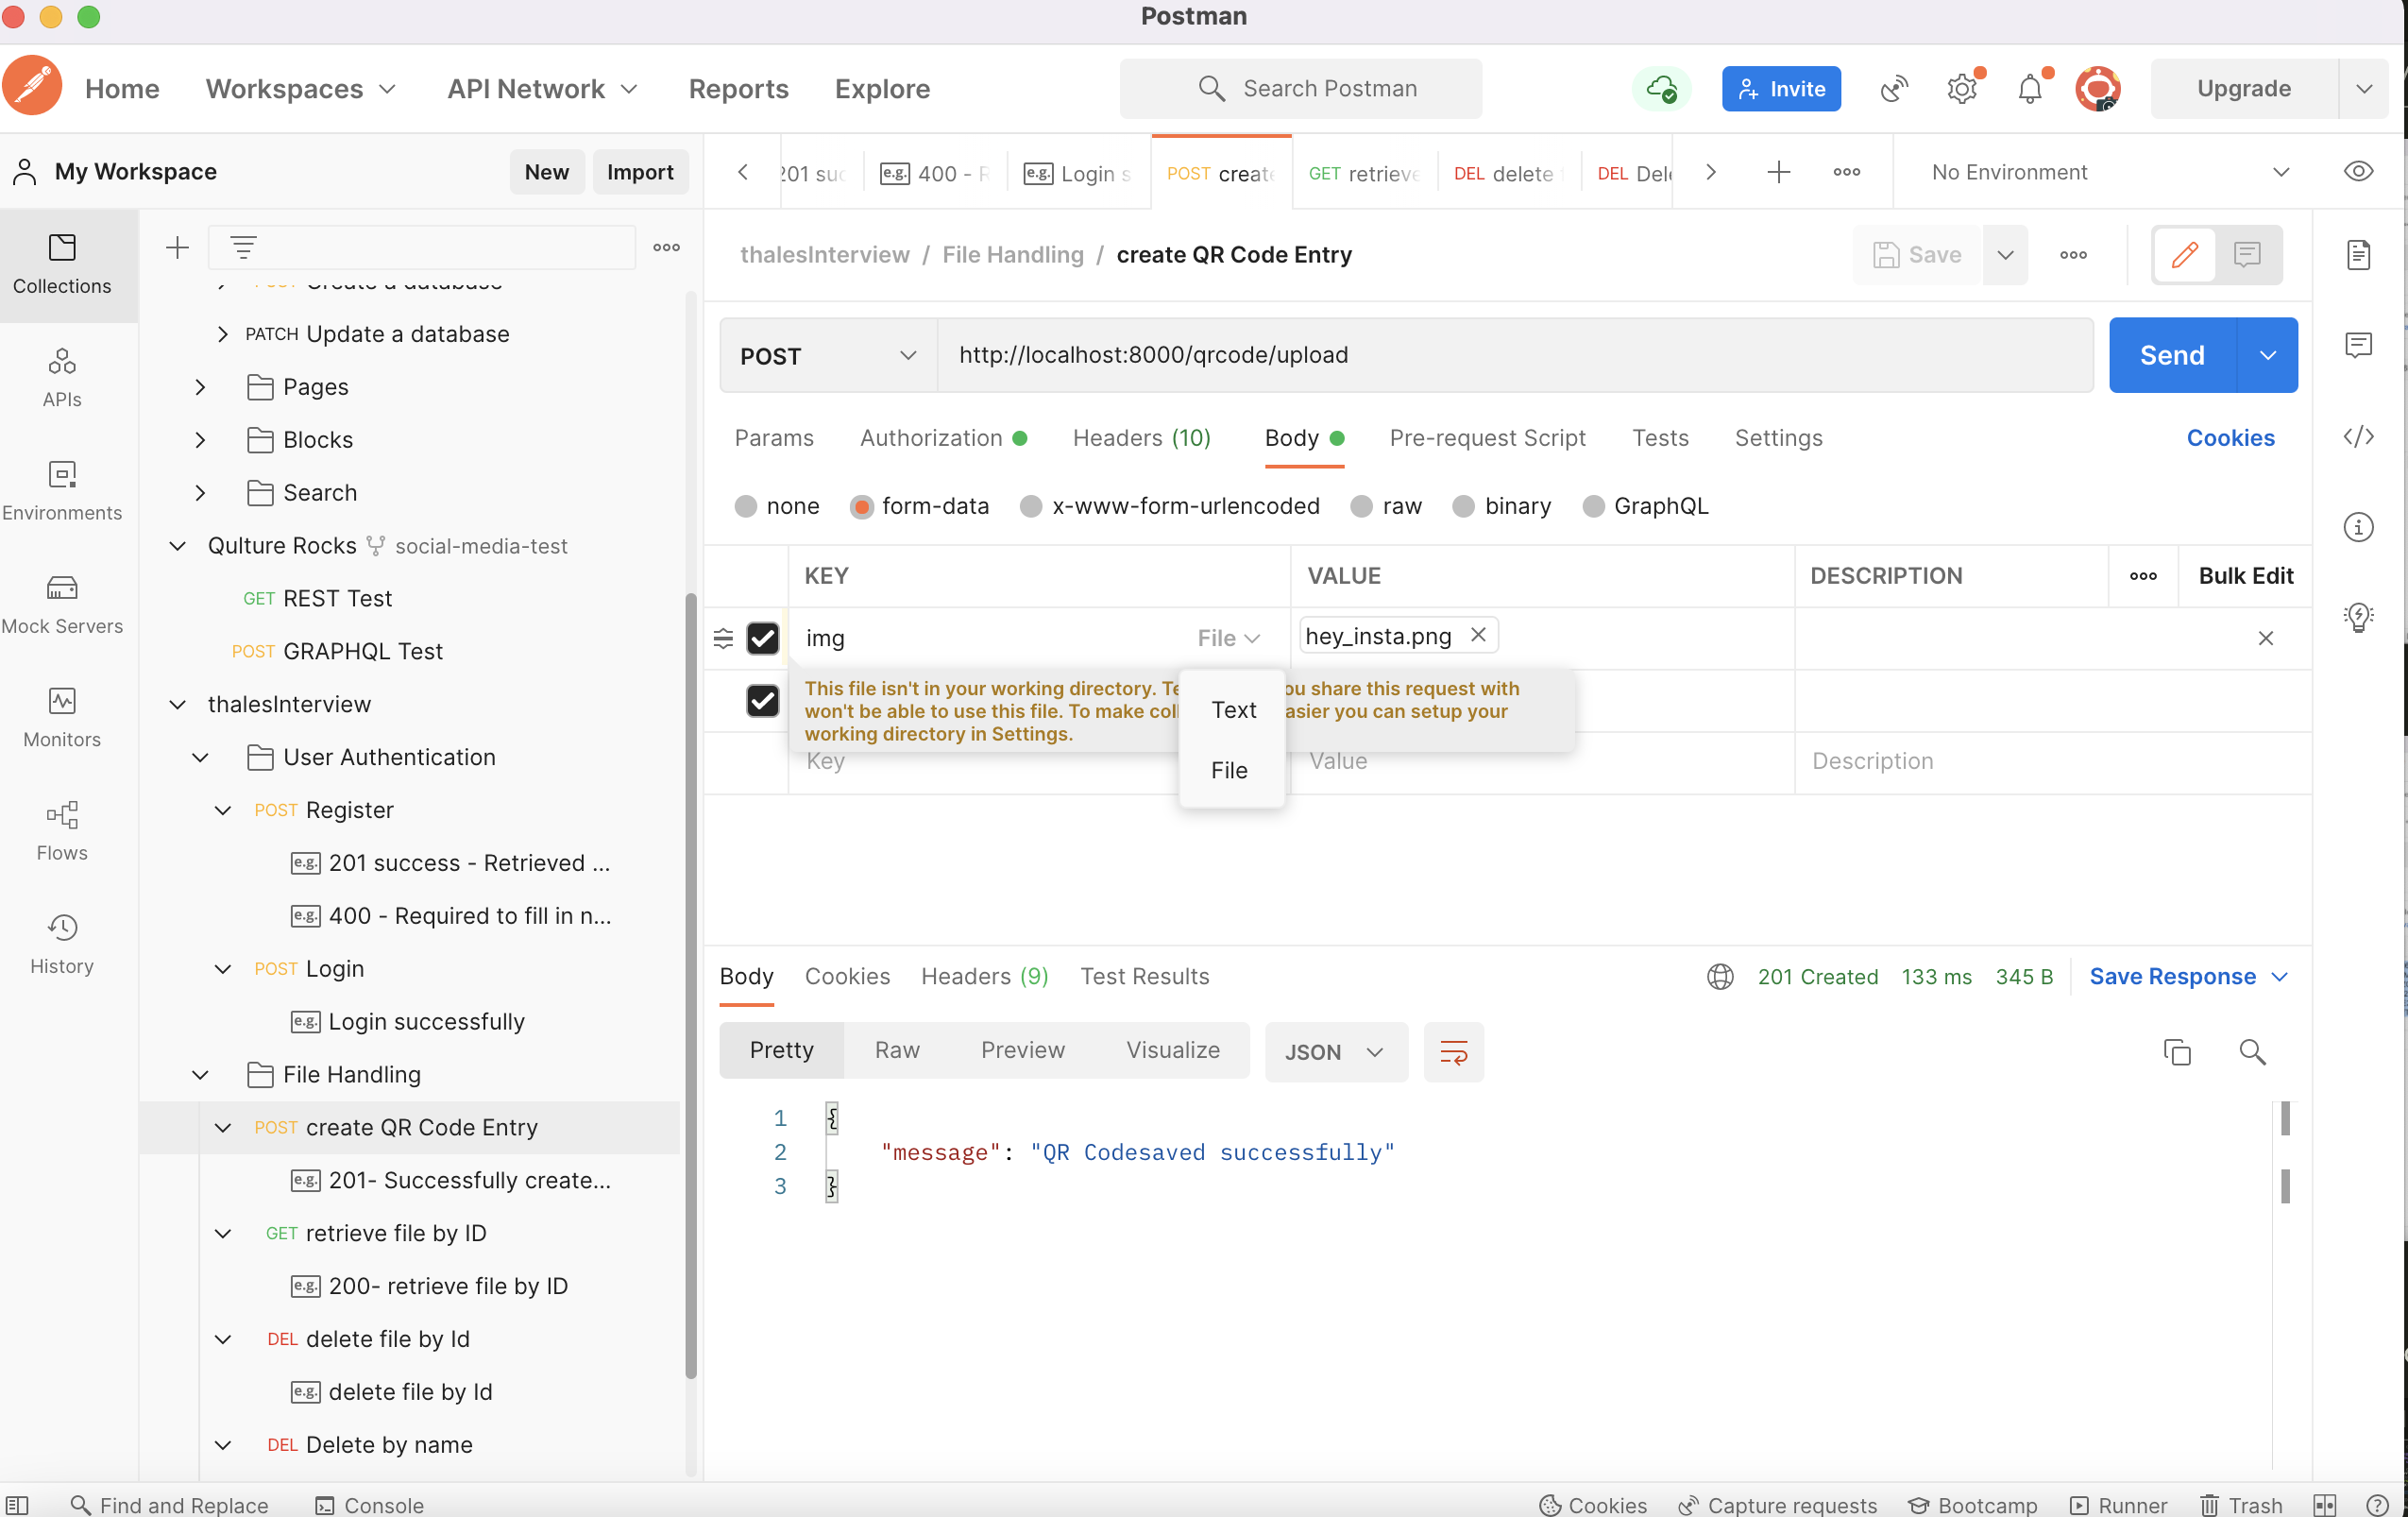 Postman
Home Workspaces API Network Reports Explore Search Postman Invite Upgrade
My Workspace New Import
201 suc e.g. 400 - R e.g. Login s POST create GET retrieve DEL delete DEL Dele No Environment
Collections
APIs
Environments
Mock Servers
Monitors
Flows
History
Create a database
PATCH Update a database
Pages
Blocks
Search
Qulture Rocks social-media-test
GET REST Test
POST GRAPHQL Test
thalesInterview
User Authentication
POST Register
e.g. 201 success - Retrieved ...
e.g. 400 - Required to fill in n...
POST Login
e.g. Login successfully
File Handling
POST create QR Code Entry
e.g. 201- Successfully create...
GET retrieve file by ID
e.g. 200- retrieve file by ID
DEL delete file by Id
e.g. delete file by Id
DEL Delete by name
thalesInterview / File Handling / create QR Code Entry Save
POST http://localhost:8000/qrcode/upload Send
Params Authorization Headers (10) Body Pre-request Script Tests Settings Cookies
none form-data x-www-form-urlencoded raw binary GraphQL
KEY VALUE DESCRIPTION Bulk Edit
img File hey_insta.png
This file isn't in your working directory. Te ou share this request with
won't be able to use this file. To make coll asier you can setup your
working directory in Settings.
Text
File
Key Value Description
Body Cookies Headers (9) Test Results 201 Created 133 ms 345 B Save Response
Pretty Raw Preview Visualize JSON
1 {
2 "message": "QR Codesaved successfully"
3 }
Find and Replace Console Cookies Capture requests Bootcamp Runner Trash